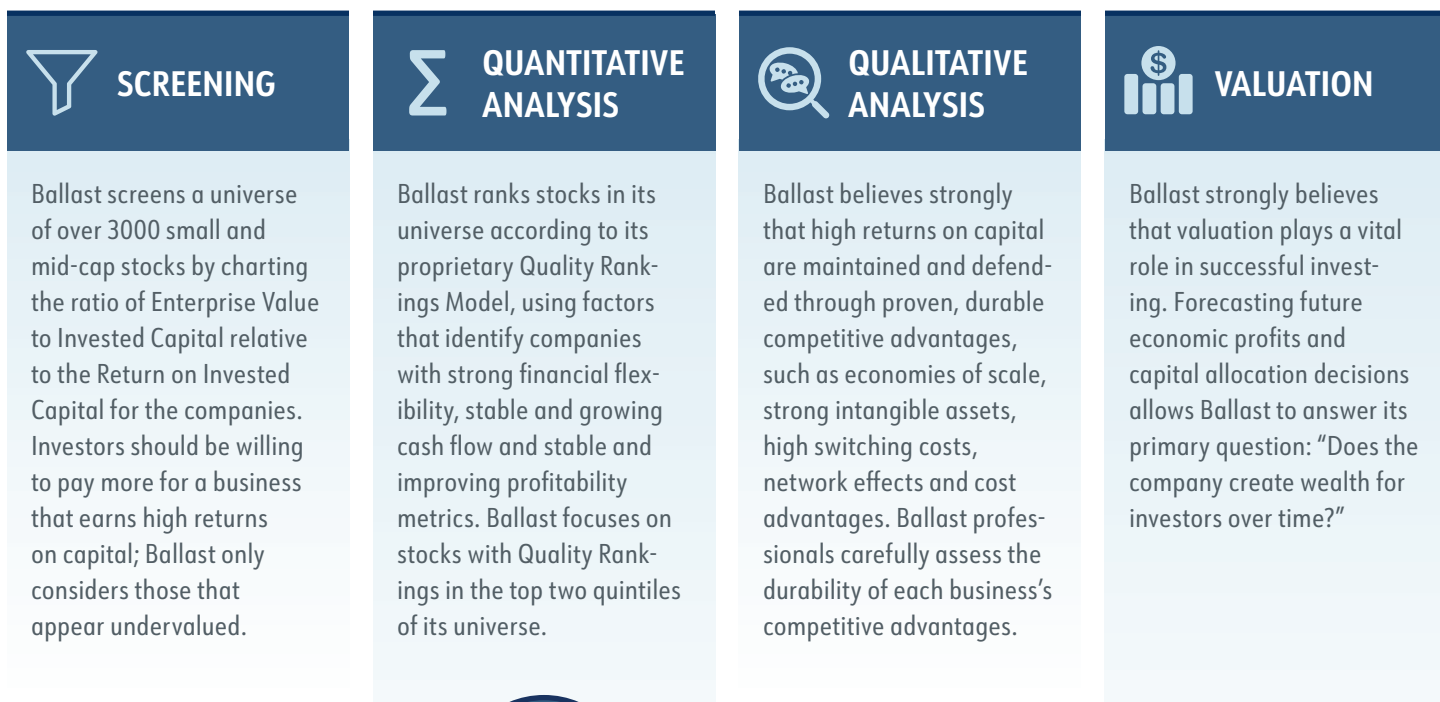 SCREENING
Ballast screens a universe
of over 3000 small and
mid-cap stocks by charting
the ratio of Enterprise Value
to Invested Capital relative
to the Return on Invested
Capital for the companies.
Investors should be willing
to pay more for a business
that earns high returns
on capital; Ballast only
considers those that
appear undervalued.
Σ
QUANTITATIVE
ANALYSIS
Ballast ranks stocks in its
universe according to its
proprietary Quality Rank-
ings Model, using factors
that identify companies
with strong financial flex-
ibility, stable and growing
cash flow and stable and
improving profitability
metrics. Ballast focuses on
stocks with Quality Rank-
ings in the top two quintiles
of its universe.
QUALITATIVE
ANALYSIS
Ballast believes strongly
that high returns on capital
are maintained and defend-
ed through proven, durable
competitive advantages,
such as economies of scale,
strong intangible assets,
high switching costs,
network effects and cost
advantages. Ballast profes-
sionals carefully assess the
durability of each business’s
competitive advantages.
$
VALUATION
Ballast strongly believes
that valuation plays a vital
role in successful invest-
ing. Forecasting future
economic profits and
capital allocation decisions
allows Ballast to answer its
primary question: “Does the
company create wealth for
investors over time?”